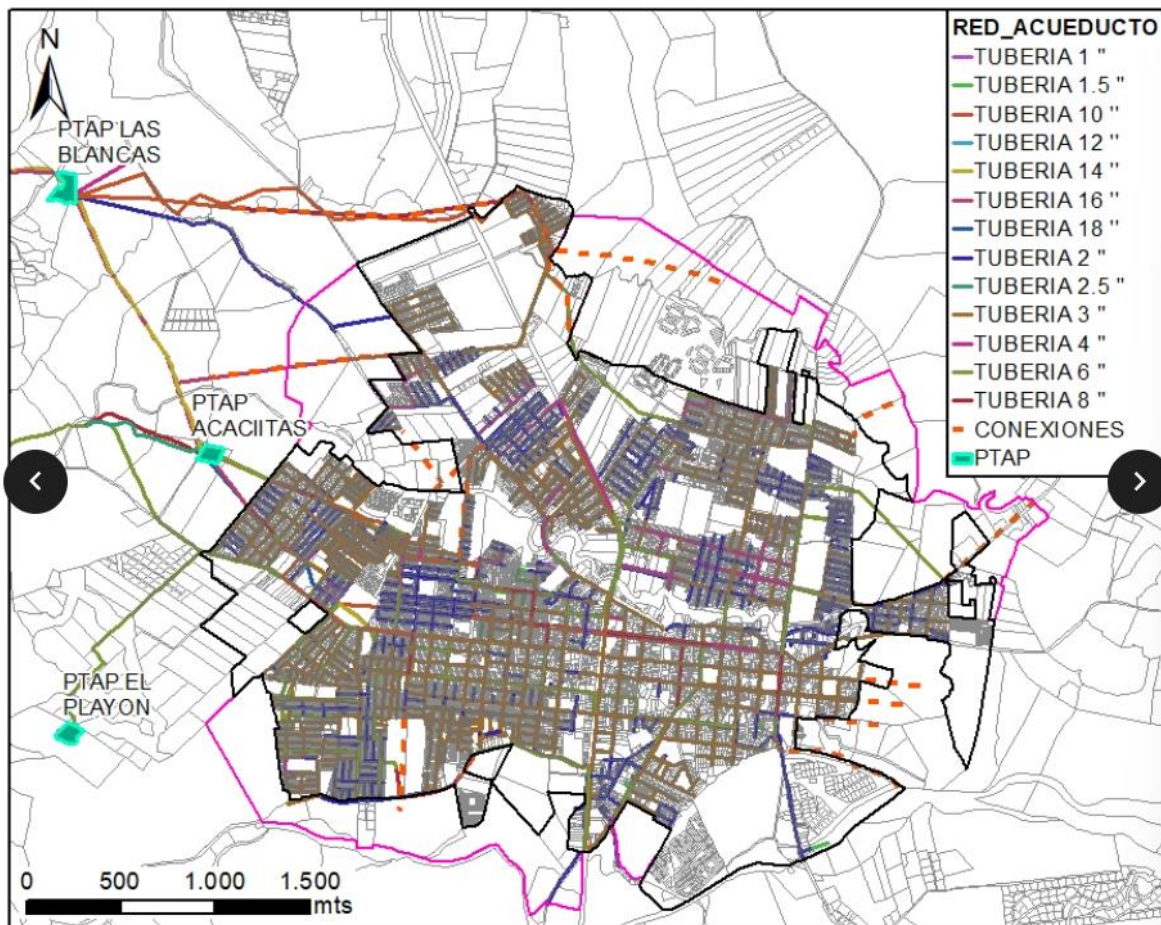 N
PTAP LAS
BLANCAS
PTAP
ACACIITAS
PTAP EL
PLAYON
0 500 1.000 1.500
mts
RED_ACUEDUCTO
TUBERIA 1 "
TUBERIA 1.5 "
TUBERIA 10 "
TUBERIA 12 "
TUBERIA 14 "
TUBERIA 16 "
TUBERIA 18 "
TUBERIA 2 "
TUBERIA 2.5 "
TUBERIA 3 "
TUBERIA 4 "
TUBERIA 6 "
TUBERIA 8 "
CONEXIONES
PTAP